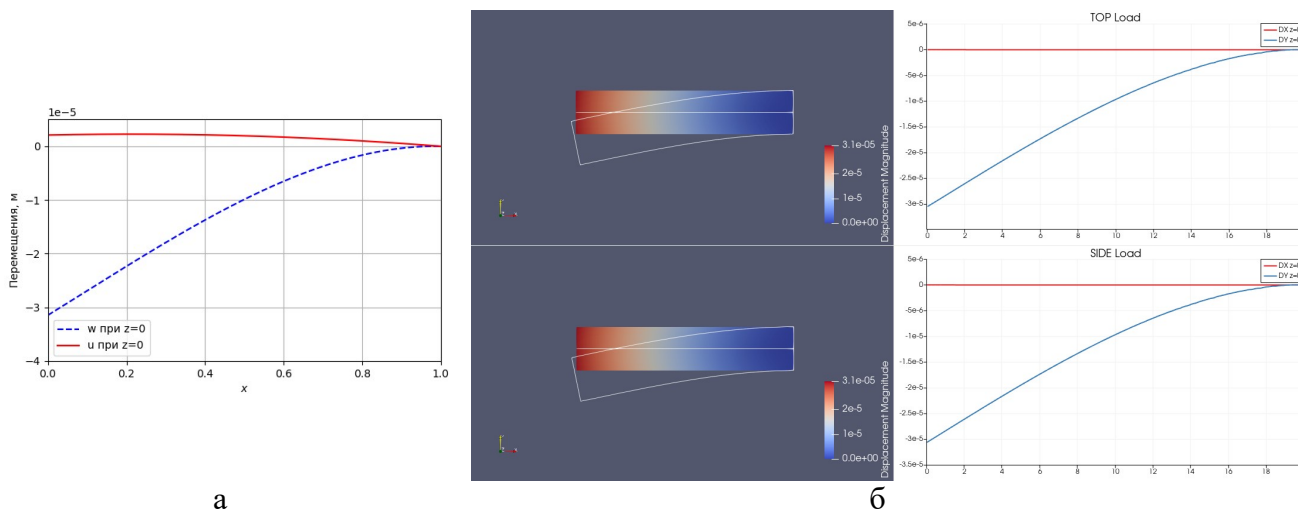 1e−5
0
−1
−2
−3
−4
Перемещения, м
w при z=0
u при z=0
0.0
0.2
0.4
0.6
0.8
1.0
x
а
3.1e-05
2e-5
1e-5
0.0e+00
Displacement Magnitude
TOP Load
DX z=
DY z=
5e-6
0
-5e-6
-1e-5
-1.5e-5
-2e-5
-2.5e-5
-3e-5
0
2
4
6
8
10
12
14
16
18
3.1e-05
2e-5
1e-5
0.0e+00
Displacement Magnitude
SIDE Load
DX z=
DY z=
5e-6
0
-5e-6
-1e-5
-1.5e-5
-2e-5
-2.5e-5
-3e-5
-3.5e-5
0
2
4
6
8
10
12
14
16
18
б